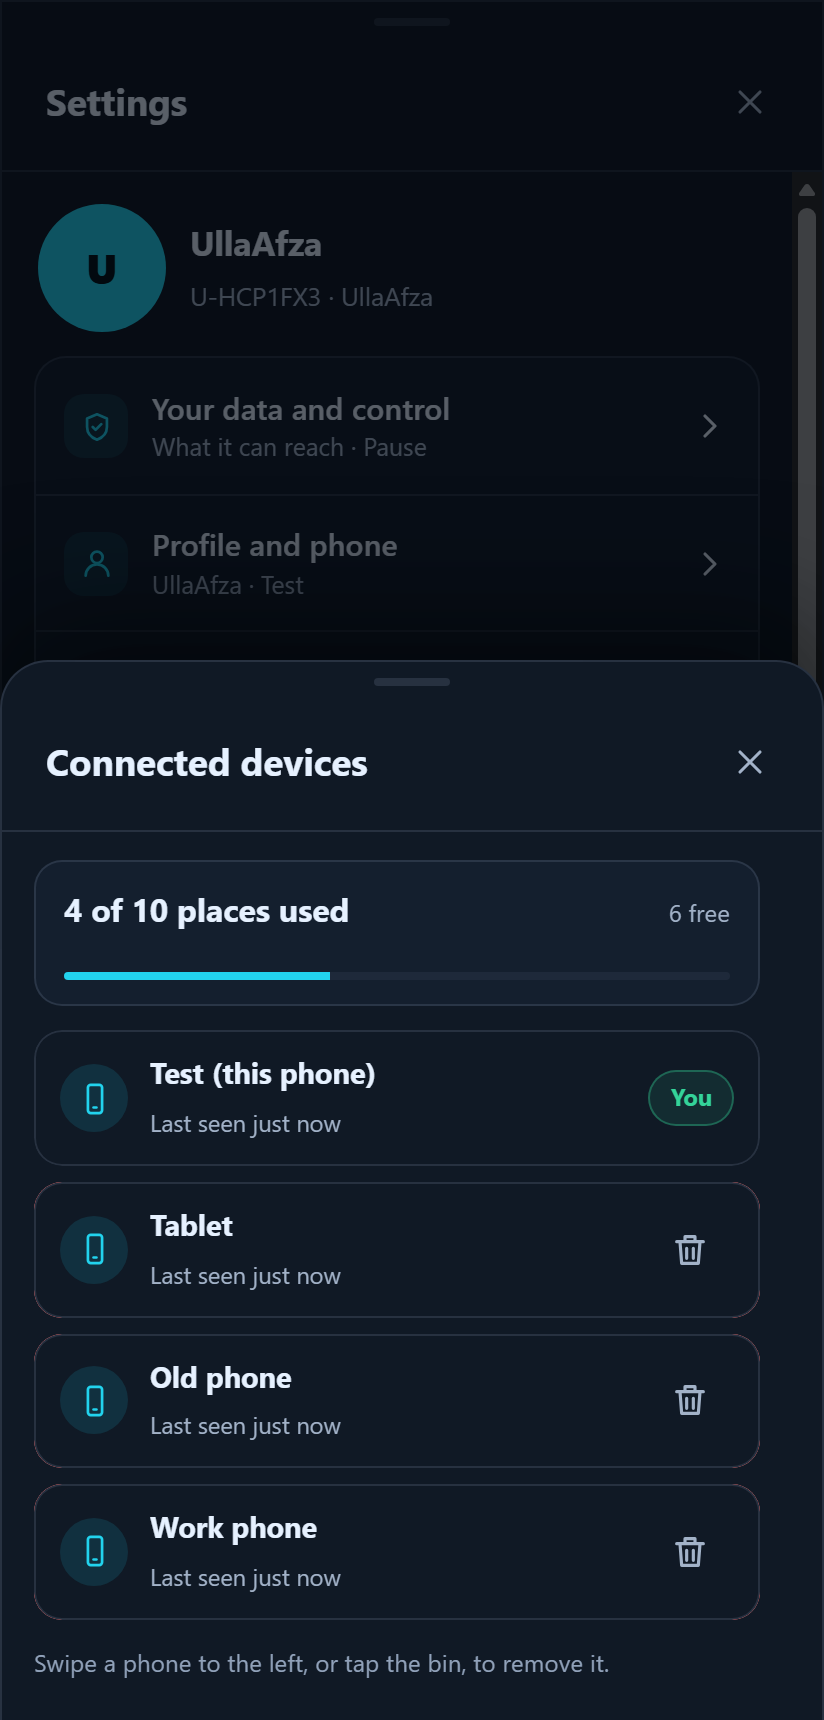 Settings
U
UllaAfza
U-HCP1FX3 · UllaAfza
Your data and control
What it can reach · Pause
Profile and phone
UllaAfza · Test
Connected devices
4 of 10 places used
6 free
Test (this phone)
Last seen just now
You
Tablet
Last seen just now
Old phone
Last seen just now
Work phone
Last seen just now
Swipe a phone to the left, or tap the bin, to remove it.